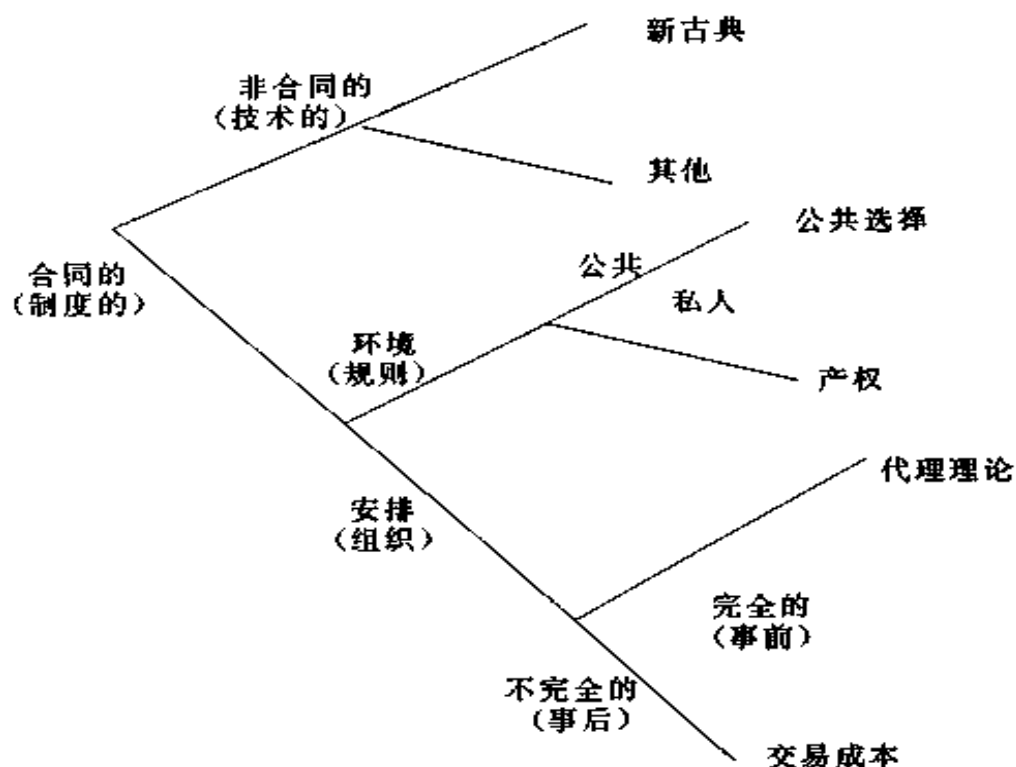 新古典
非合同的
（技术的）
其他
公共选择
公共
合同的
（制度的）
私人
环境
（规则）
产权
代理理论
安排
（组织）
完全的
（事前）
不完全的
（事后）
交易成本